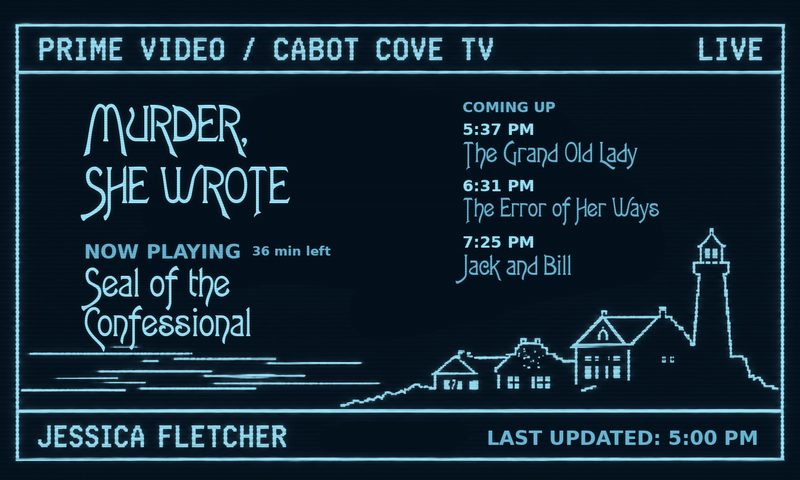 PRIME VIDEO / CABOT COVE TV
LIVE
MURDER,
SHE WROTE
NOW PLAYING 36 min left
Seal of the
Confessional
COMING UP
5:37 PM
The Grand Old Lady
6:31 PM
The Error of Her Ways
7:25 PM
Jack and Bill
JESSICA FLETCHER
LAST UPDATED: 5:00 PM